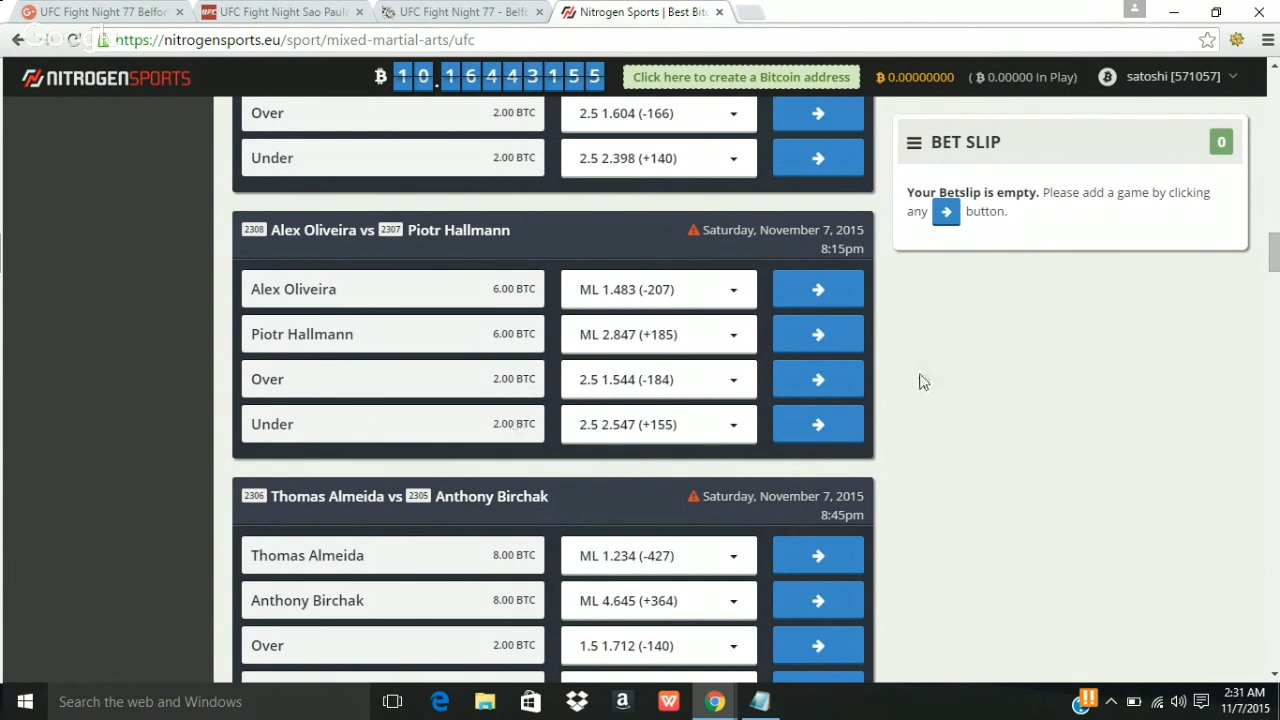 UFC Fight Night 77 Belfor
UFC Fight Night Sao Paulo
UFC Fight Night 77 - Belfo
Nitrogen Sports | Best Bit
https://nitrogensports.eu/sport/mixed-martial-arts/ufc
NITROGENSPORTS
10.16443155
Click here to create a Bitcoin address
0.00000000
( 0.00000 In Play)
satoshi [571057]
Over 2.00 BTC 2.5 1.604 (-166)
Under 2.00 BTC 2.5 2.398 (+140)
BET SLIP 0
Your Betslip is empty. Please add a game by clicking
any button.
2308 Alex Oliveira vs 2307 Piotr Hallmann Saturday, November 7, 2015
8:15pm
Alex Oliveira 6.00 BTC ML 1.483 (-207)
Piotr Hallmann 6.00 BTC ML 2.847 (+185)
Over 2.00 BTC 2.5 1.544 (-184)
Under 2.00 BTC 2.5 2.547 (+155)
2306 Thomas Almeida vs 2305 Anthony Birchak Saturday, November 7, 2015
8:45pm
Thomas Almeida 8.00 BTC ML 1.234 (-427)
Anthony Birchak 8.00 BTC ML 4.645 (+364)
Over 2.00 BTC 1.5 1.712 (-140)
Search the web and Windows
2:31 AM
11/7/2015